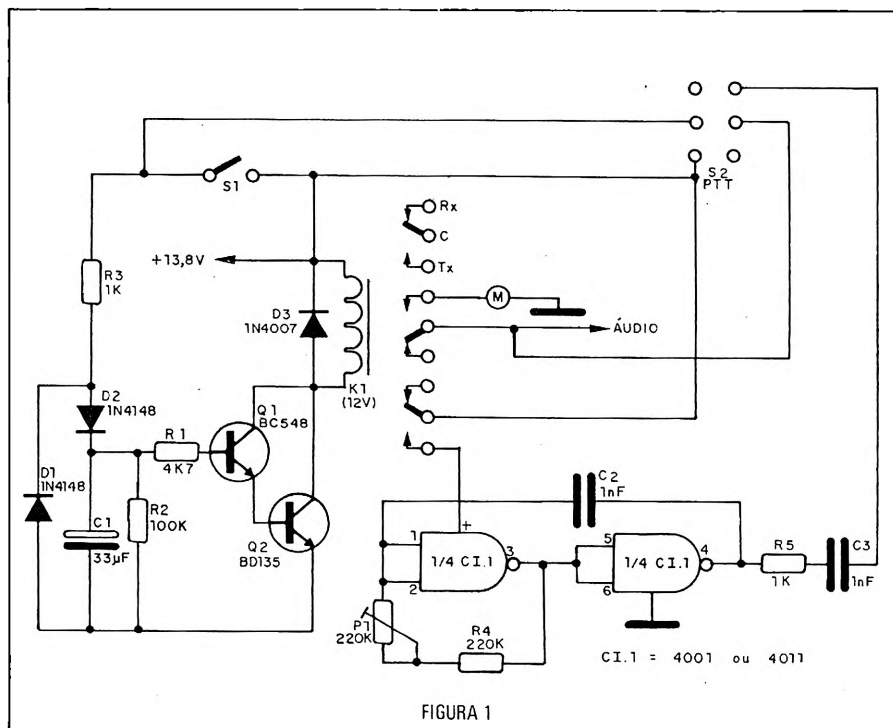 S1
S2
PTT
Rx
C
Tx
+13,8V
R3
1K
D3
1N4007
M
ÁUDIO
K1
(12V)
D2
1N4148
Q1
BC548
R1
4K7
D1
1N4148
R2
100K
C1
33µF
Q2
BD135
C2
1nF
1
2
+
1/4 CI.1
3
5
6
1/4 CI.1
4
R5
1K
C3
1nF
P1
220K
R4
220K
CI.1 = 4001 ou 4011
FIGURA 1